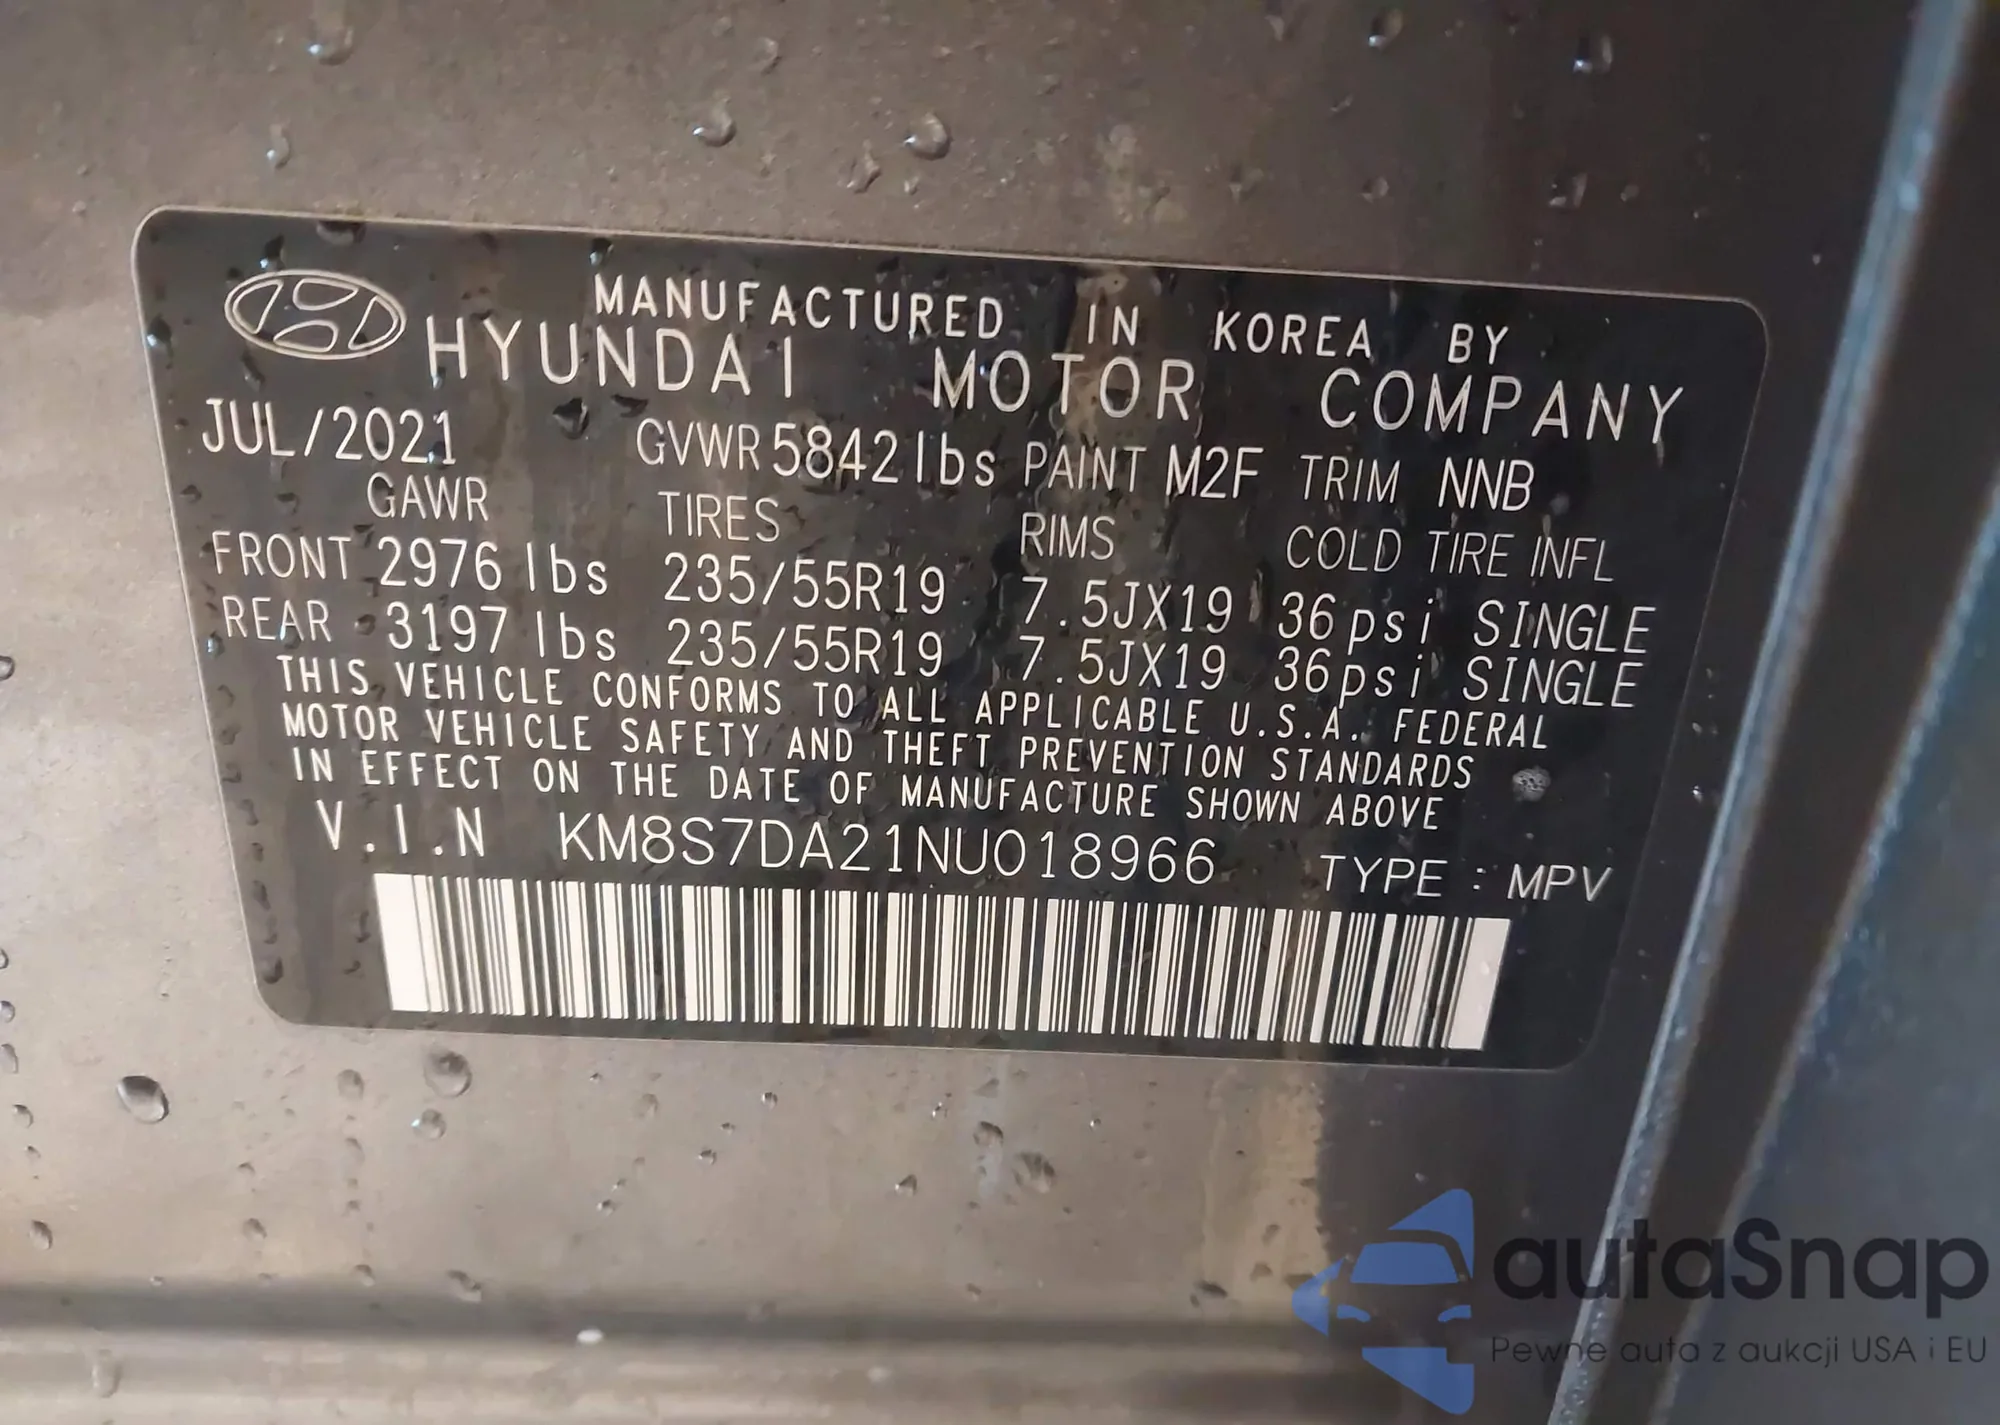 MANUFACTURED IN KOREA BY
HYUNDAI MOTOR COMPANY
JUL/2021 GVWR 5842lbs PAINT M2F TRIM NNB
GAWR TIRES RIMS COLD TIRE INFL
FRONT 2976 lbs 235/55R19 7.5JX19 36psi SINGLE
REAR 3197 lbs 235/55R19 7.5JX19 36psi SINGLE
THIS VEHICLE CONFORMS TO ALL APPLICABLE U.S.A. FEDERAL
MOTOR VEHICLE SAFETY AND THEFT PREVENTION STANDARDS
IN EFFECT ON THE DATE OF MANUFACTURE SHOWN ABOVE
V.I.N KM8S7DA21NU018966 TYPE : MPV
autaSnap
Pewne auta z aukcji USA i EU